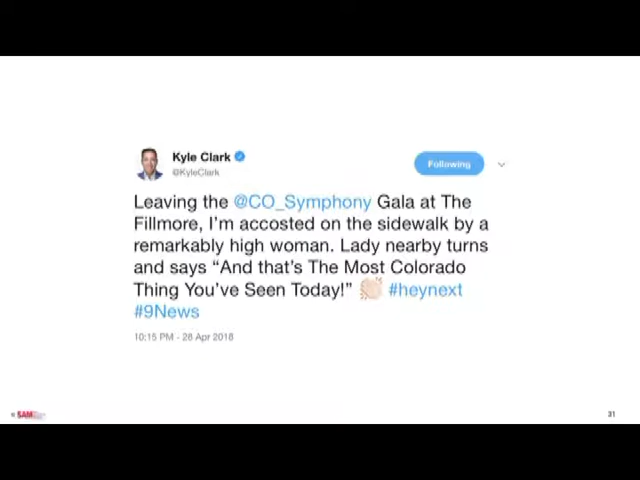 Kyle Clark
@KyleClark
Following
Leaving the @CO_Symphony Gala at The
Fillmore, I'm accosted on the sidewalk by a
remarkably high woman. Lady nearby turns
and says “And that's The Most Colorado
Thing You've Seen Today!” 👏🏻 #heynext
#9News
10:15 PM - 28 Apr 2018
SAM
31